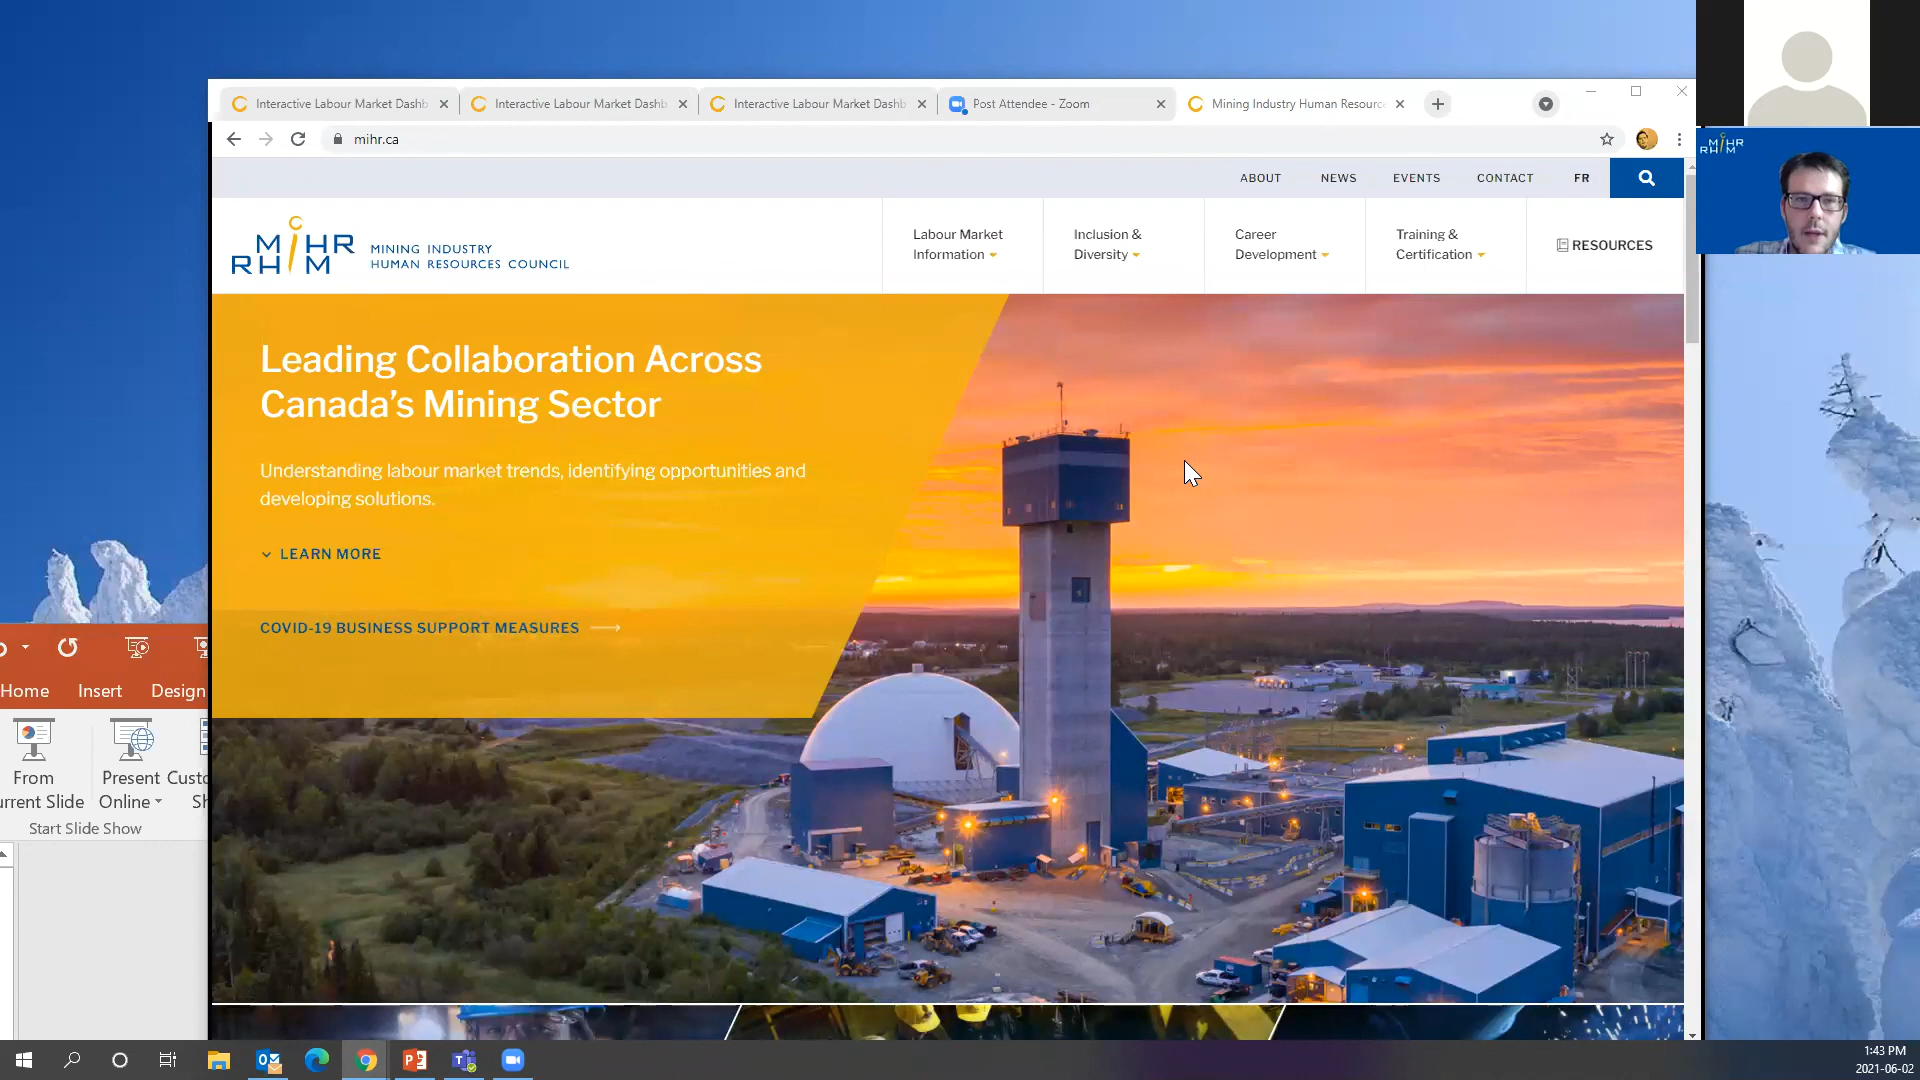 Interactive Labour Market Dashb
Interactive Labour Market Dashb
Interactive Labour Market Dashb
Post Attendee - Zoom
Mining Industry Human Resourc
mihr.ca
ABOUT
NEWS
EVENTS
CONTACT
FR
MIHR
RHIM
MINING INDUSTRY
HUMAN RESOURCES COUNCIL
Labour Market
Information
Inclusion &
Diversity
Career
Development
Training &
Certification
RESOURCES
MIHR
RHIM
Leading Collaboration Across
Canada's Mining Sector
Understanding labour market trends, identifying opportunities and
developing solutions.
LEARN MORE
COVID-19 BUSINESS SUPPORT MEASURES
Home
Insert
Design
From
urrent Slide
Present
Online
Custo
Sh
Start Slide Show
1:43 PM
2021-06-02